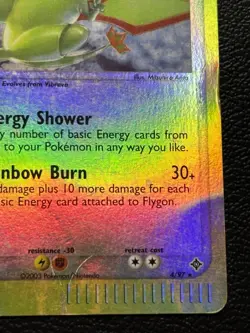 Evolves from Vibrava
Illus. Mitsuhiro Arita
ergy Shower
y number of basic Energy cards from
to your Pokémon in any way you like.
nbow Burn 30+
damage plus 10 more damage for each
c Energy card attached to Flygon.
resistance -30 retreat cost
©2003 Pokémon/Nintendo 4/97 ★